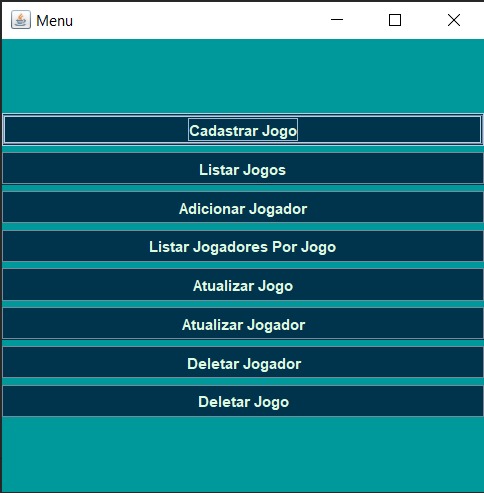 Menu
Cadastrar Jogo
Listar Jogos
Adicionar Jogador
Listar Jogadores Por Jogo
Atualizar Jogo
Atualizar Jogador
Deletar Jogador
Deletar Jogo